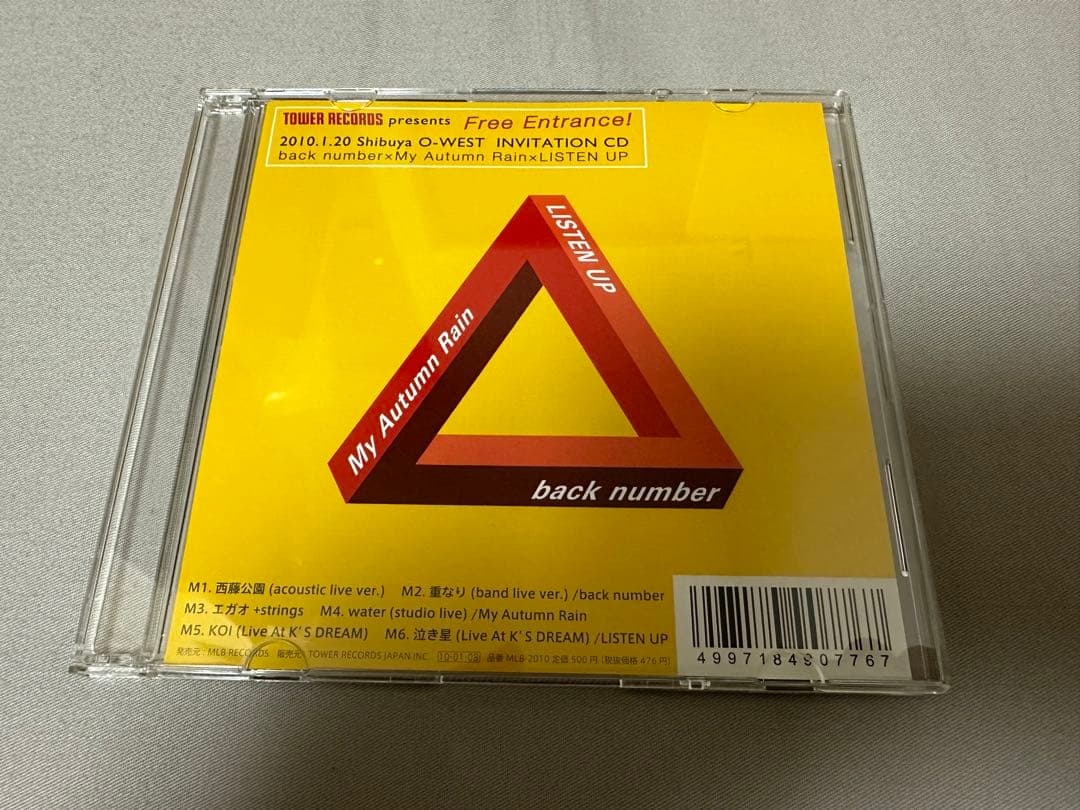 TOWER RECORDS presents Free Entrance!
2010.1.20 Shibuya O-WEST INVITATION CD
back number×My Autumn Rain×LISTEN UP
LISTEN UP
My Autumn Rain
back number
M1. 西藤公園 (acoustic live ver.) M2. 重なり (band live ver.) /back number
M3. エガオ +strings M4. water (studio live) /My Autumn Rain
M5. KOI (Live At K'S DREAM) M6. 泣き星 (Live At K'S DREAM) /LISTEN UP
発売元：MLB RECORDS 販売元：TOWER RECORDS JAPAN INC. 10-01-08 品番 MLB-2010 定価 500 円 (税抜価格 476 円)
4997184907767